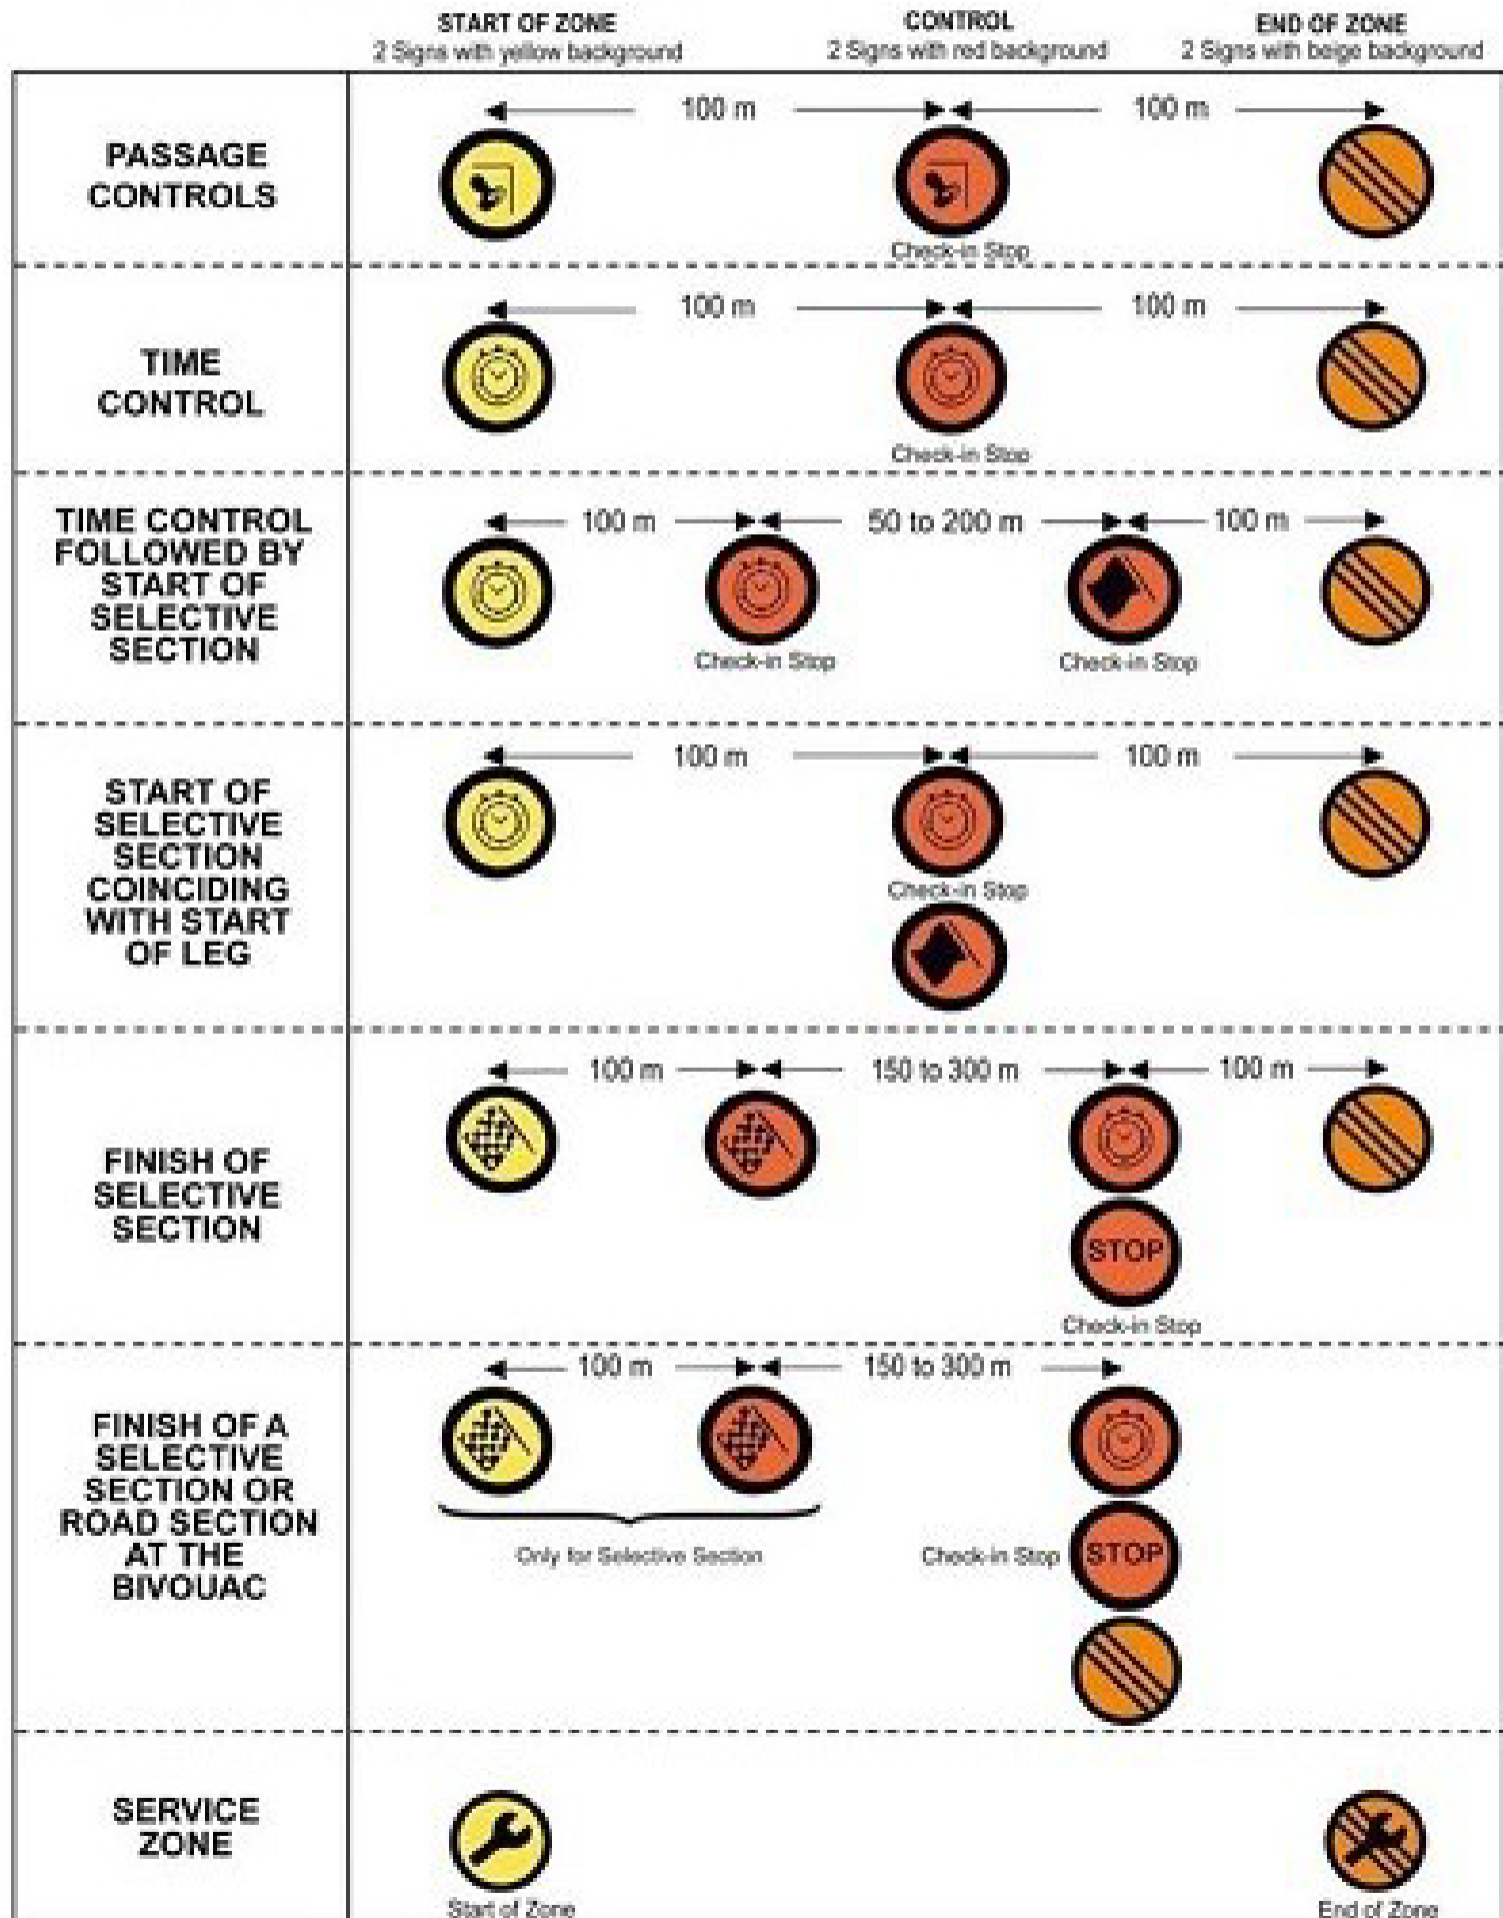 START OF ZONE
2 Signs with yellow background
CONTROL
2 Signs with red background
END OF ZONE
2 Signs with beige background
PASSAGE
CONTROLS
100 m
100 m
Check-in Stop
TIME
CONTROL
100 m
100 m
Check-in Stop
TIME CONTROL
FOLLOWED BY
START OF
SELECTIVE
SECTION
100 m
50 to 200 m
100 m
Check-in Stop
Check-in Stop
START OF
SELECTIVE
SECTION
COINCIDING
WITH START
OF LEG
100 m
100 m
Check-in Stop
FINISH OF
SELECTIVE
SECTION
100 m
150 to 300 m
100 m
STOP
Check-in Stop
FINISH OF A
SELECTIVE
SECTION OR
ROAD SECTION
AT THE
BIVOUAC
100 m
150 to 300 m
Only for Selective Section
Check-in Stop
STOP
SERVICE
ZONE
Start of Zone
End of Zone